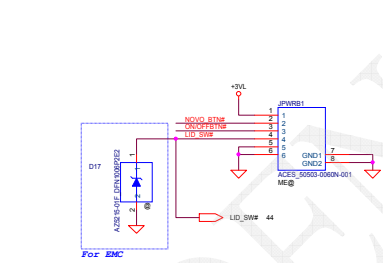 +3VL
JPWRB1
NOVO_BTN#
ON/OFFBTN#
LID_SW#
1
2
3
4
5
6
1
2
3
4
5
6
GND1
GND2
7
8
ACES_50503-0060N-001
ME@
D17
AZ5215-01F_DFN1006P2E2
1
2
@
LID_SW# 44
For EMC